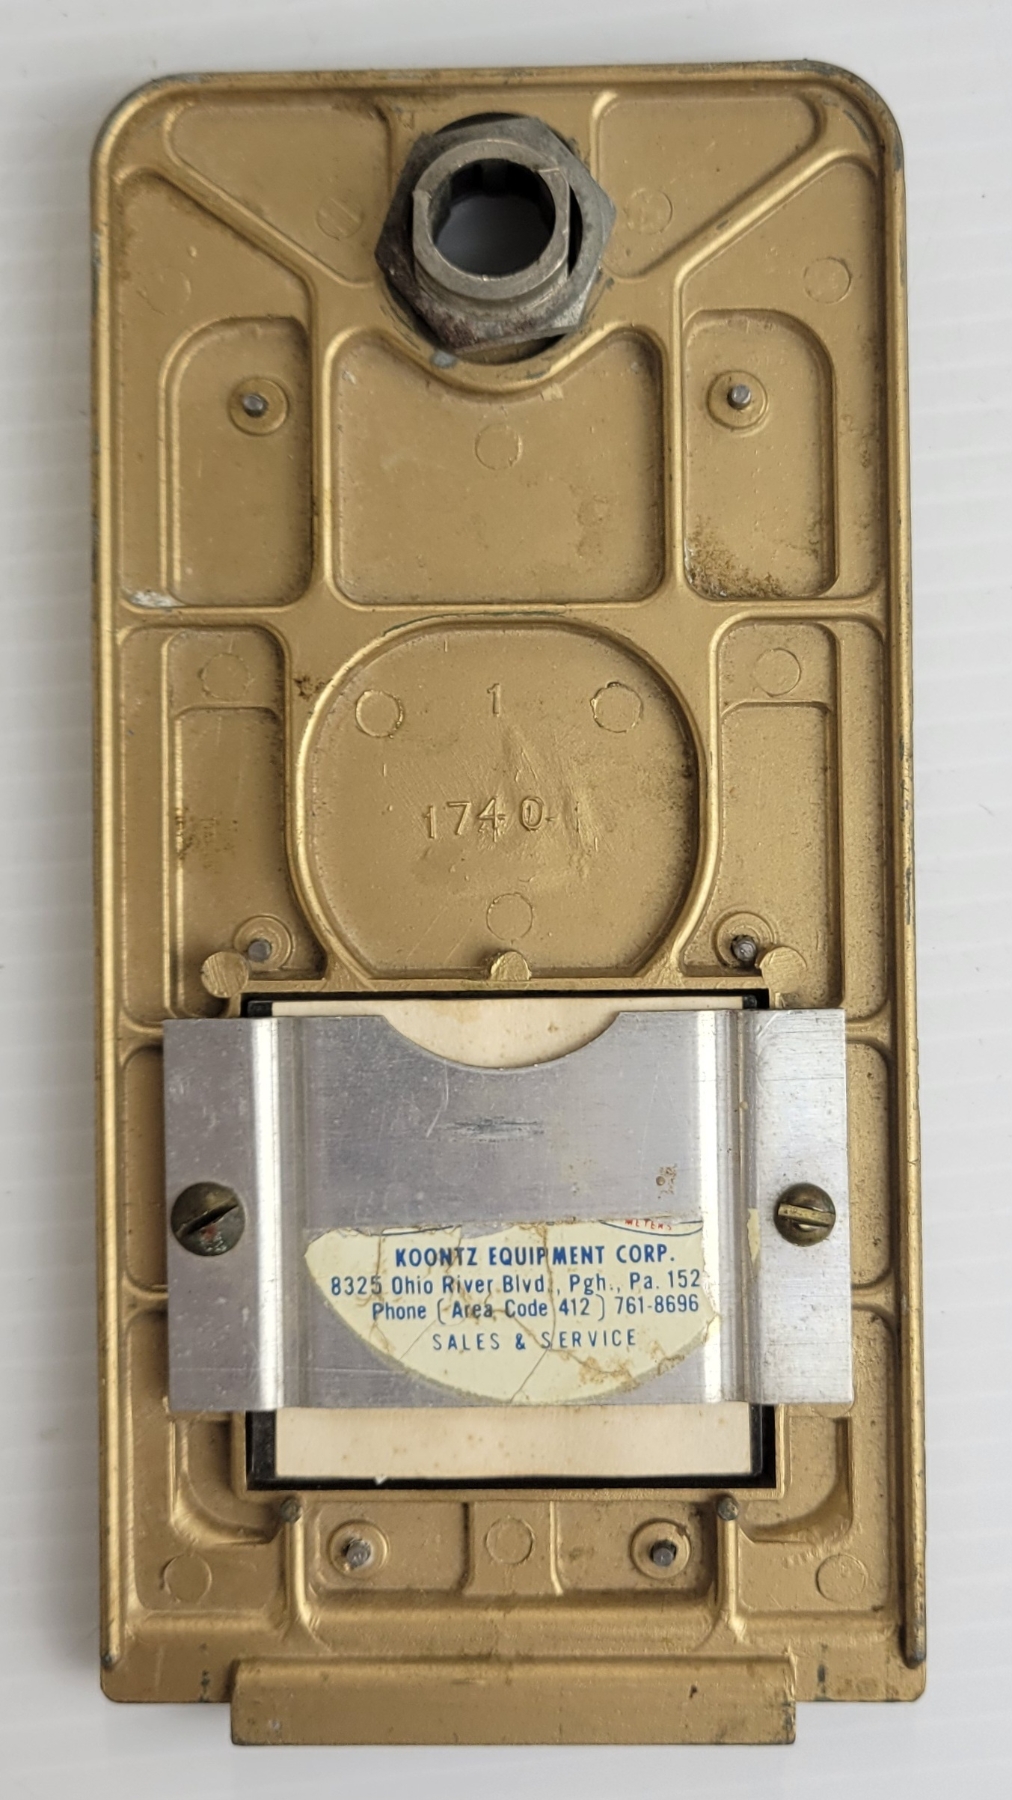 1
1740
METERS
KOONTZ EQUIPMENT CORP.
8325 Ohio River Blvd., Pgh., Pa. 152
Phone (Area Code 412) 761-8696
SALES & SERVICE